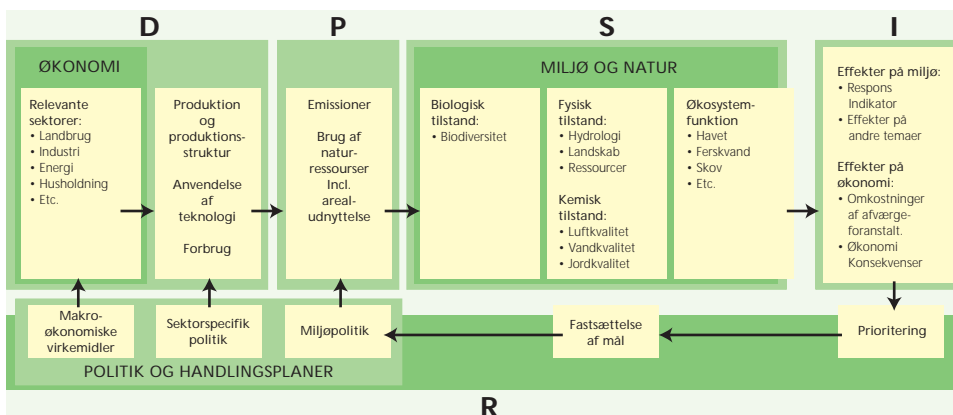 D
P
S
I
ØKONOMI
Relevante
sektorer:
• Landbrug
• Industri
• Energi
• Husholdning
• Etc.
Produktion
og
produktions-
struktur
Anvendelse
af
teknologi
Forbrug
Emissioner
Brug af
natur-
ressourser
Incl.
areal-
udnyttelse
MILJØ OG NATUR
Biologisk
tilstand:
• Biodiversitet
Fysisk
tilstand:
• Hydrologi
• Landskab
• Ressourcer
Kemisk
tilstand:
• Luftkvalitet
• Vandkvalitet
• Jordkvalitet
Økosystem-
funktion
• Havet
• Ferskvand
• Skov
• Etc.
Effekter på miljø:
• Respons
Indikator
• Effekter på
andre temaer
Effekter på
økonomi:
• Omkostninger
af afværge-
foranstalt.
• Økonomi
Konsekvenser
Makro-
økonomiske
virkemidler
Sektorspecifik
politik
Miljøpolitik
Fastsættelse
af mål
Prioritering
POLITIK OG HANDLINGSPLANER
R